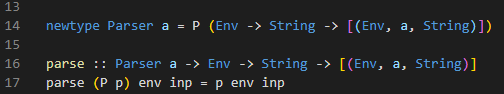 13
14 newtype Parser a = P (Env -> String -> [(Env, a, String)])
15
16 parse :: Parser a -> Env -> String -> [(Env, a, String)]
17 parse (P p) env inp = p env inp